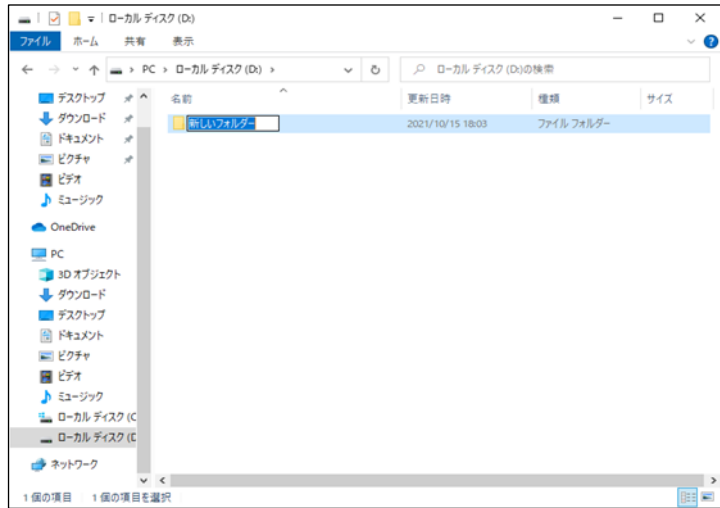 ローカル ディスク (D:)
ファイル ホーム 共有 表示
PC ローカル ディスク (D:) ローカル ディスク (D:)の検索
名前 更新日時 種類 サイズ
新しいフォルダー 2021/10/15 18:03 ファイル フォルダー
デスクトップ
ダウンロード
ドキュメント
ピクチャ
ビデオ
ミュージック
OneDrive
PC
3D オブジェクト
ダウンロード
デスクトップ
ドキュメント
ピクチャ
ビデオ
ミュージック
ローカル ディスク (C
ローカル ディスク (D
ネットワーク
1 個の項目 1 個の項目を選択